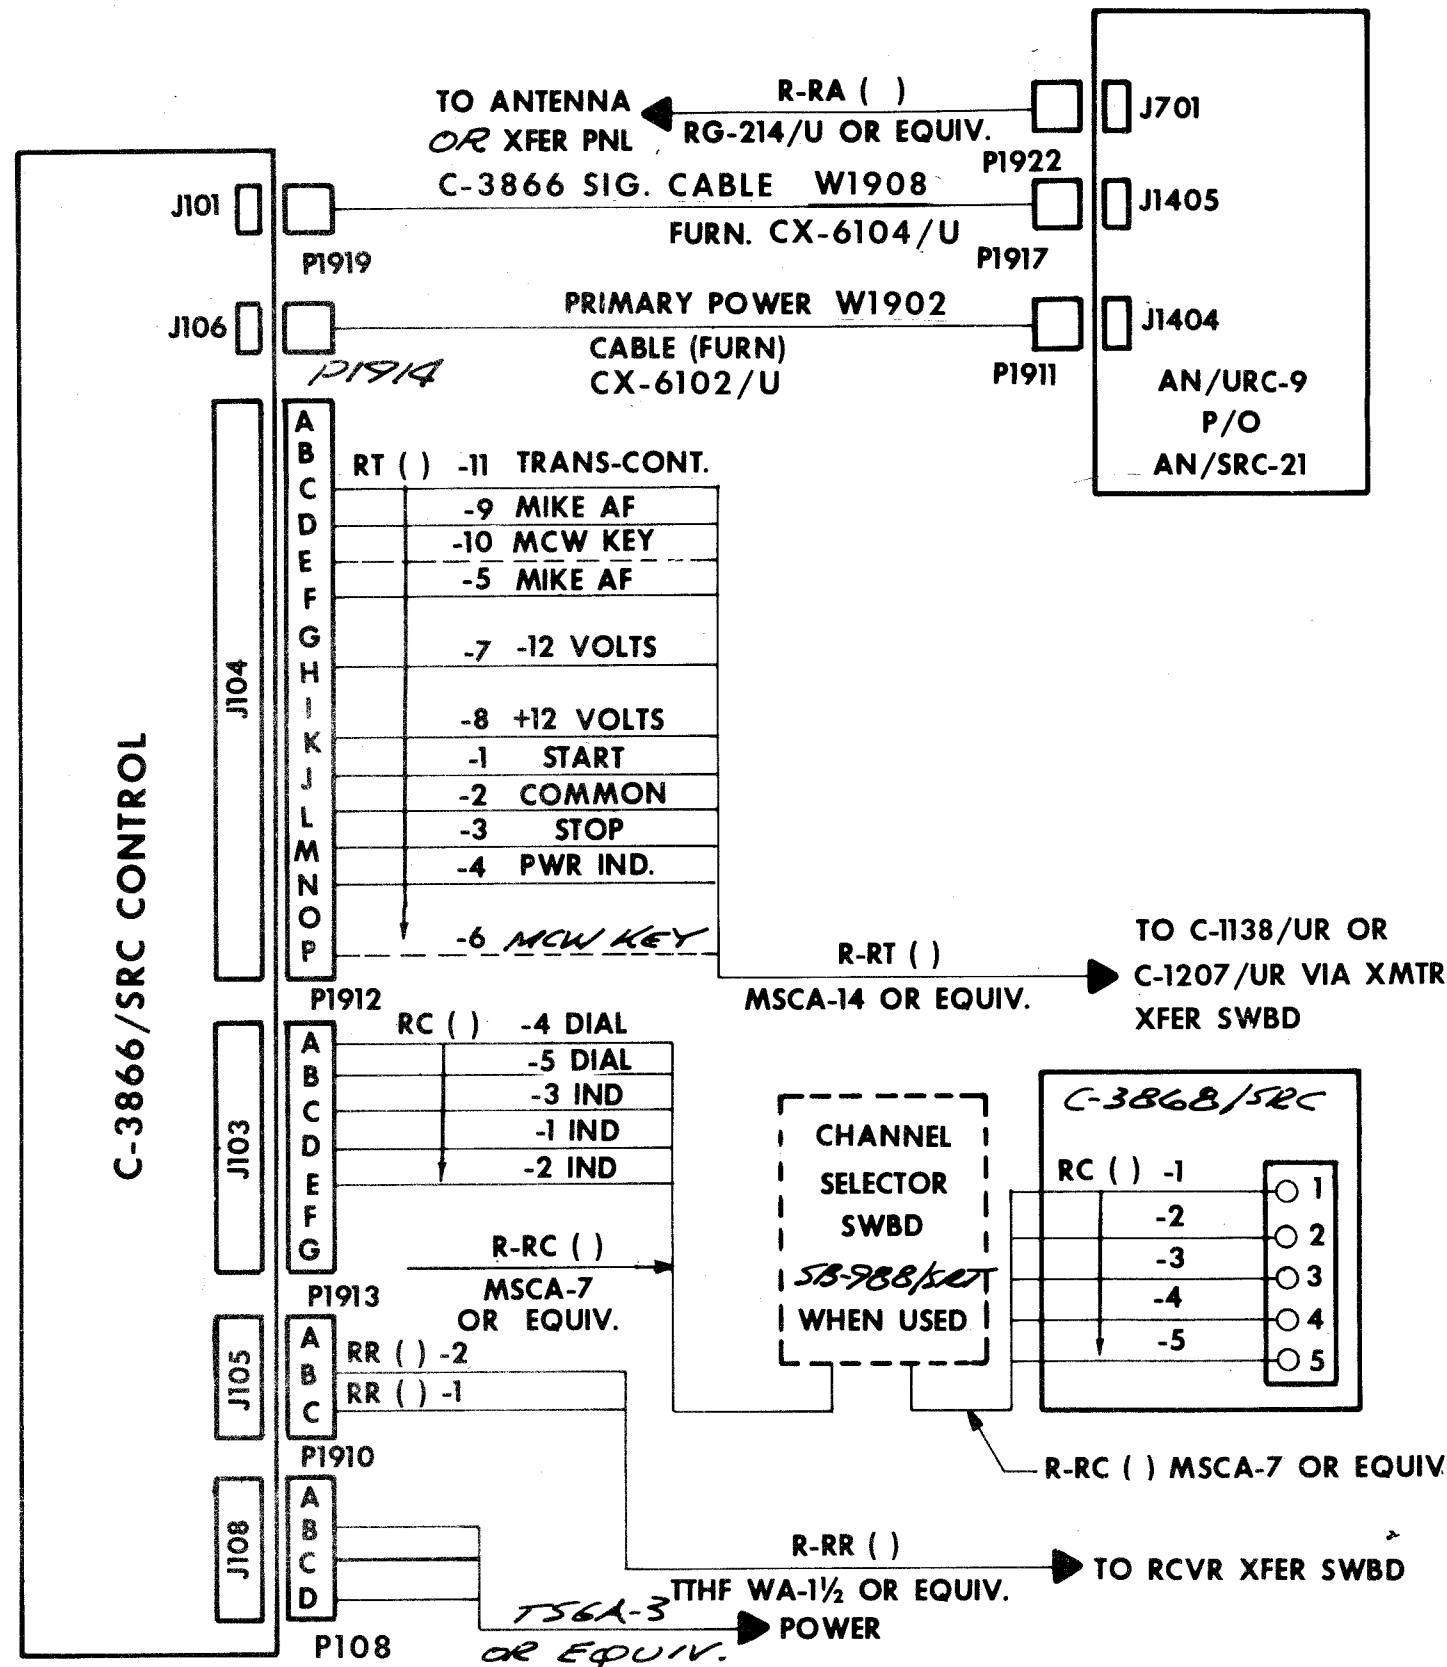 TO ANTENNA
OR XFER PNL
R-RA ( )
RG-214/U OR EQUIV.
P1922
J701
C-3866 SIG. CABLE W1908
FURN. CX-6104/U
J101
P1919
P1917
J1405
PRIMARY POWER W1902
CABLE (FURN)
CX-6102/U
J106
P1914
P1911
J1404
AN/URC-9
P/O
AN/SRC-21
C-3866/SRC CONTROL
J104
A
B
C
D
E
F
G
H
I
K
J
L
M
N
O
P
P1912
RT ( ) -11 TRANS-CONT.
-9 MIKE AF
-10 MCW KEY
-5 MIKE AF
-7 -12 VOLTS
-8 +12 VOLTS
-1 START
-2 COMMON
-3 STOP
-4 PWR IND.
-6 MCW KEY
R-RT ( )
MSCA-14 OR EQUIV.
TO C-1138/UR OR
C-1207/UR VIA XMTR
XFER SWBD
J103
A
B
C
D
E
F
G
P1913
RC ( ) -4 DIAL
-5 DIAL
-3 IND
-1 IND
-2 IND
R-RC ( )
MSCA-7
OR EQUIV.
CHANNEL
SELECTOR
SWBD
SB-988/SRT
WHEN USED
C-3868/SRC
RC ( ) -1
-2
-3
-4
-5
1
2
3
4
5
R-RC ( ) MSCA-7 OR EQUIV
J105
A
B
C
P1910
RR ( ) -2
RR ( ) -1
R-RR ( )
TTHF WA-1½ OR EQUIV.
TO RCVR XFER SWBD
J108
A
B
C
D
P108
TSGA-3
OR EQUIV.
POWER